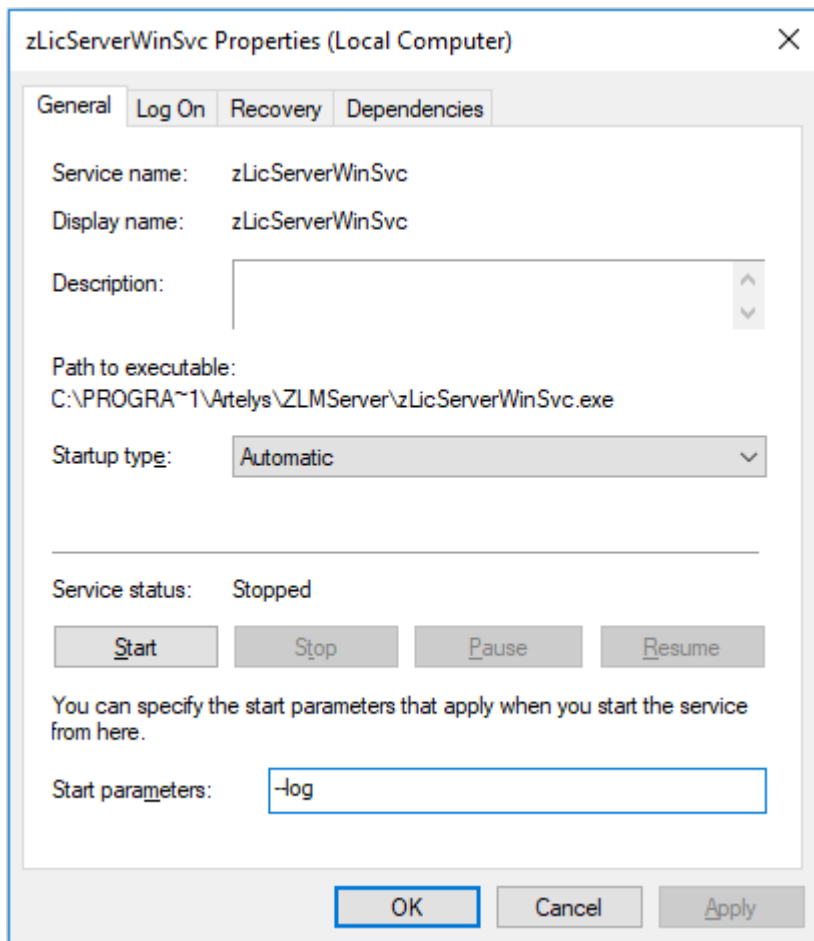 zLicServerWinSvc Properties (Local Computer)
General Log On Recovery Dependencies
Service name: zLicServerWinSvc
Display name: zLicServerWinSvc
Description:
Path to executable:
C:\PROGRA~1\Artelys\ZLMServer\zLicServerWinSvc.exe
Startup type: Automatic
Service status: Stopped
Start Stop Pause Resume
You can specify the start parameters that apply when you start the service
from here.
Start parameters: --log
OK Cancel Apply